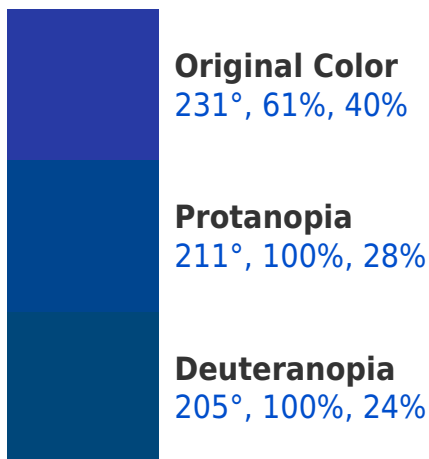 Original Color
231°, 61%, 40%
Protanopia
211°, 100%, 28%
Deuteranopia
205°, 100%, 24%